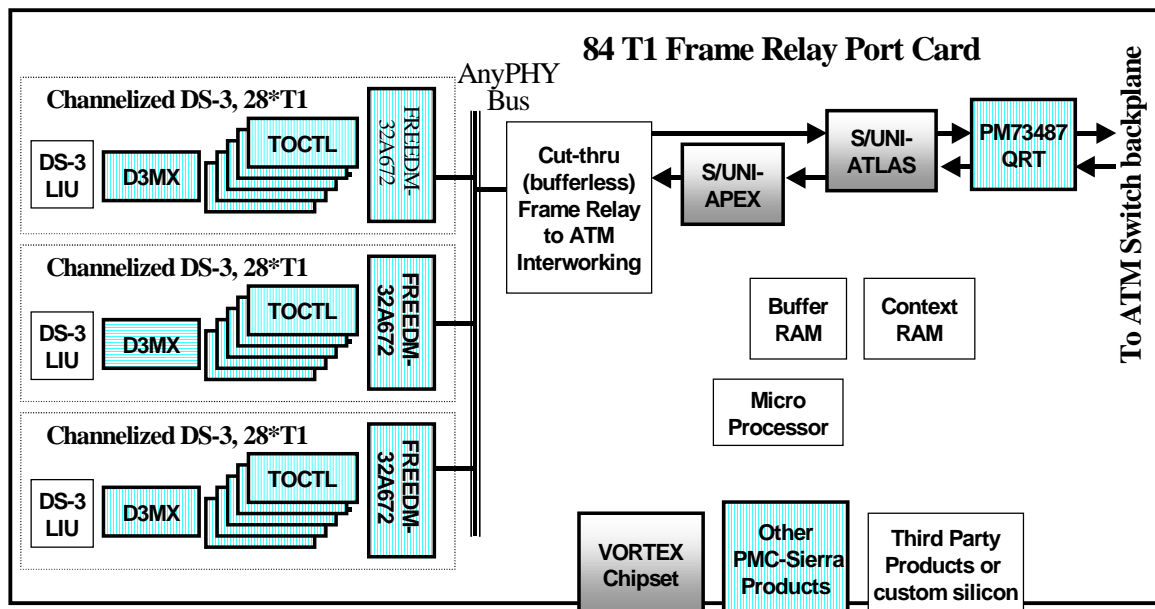 84 T1 Frame Relay Port Card
Channelized DS-3, 28*T1
DS-3
LIU
D3MX
TOCTL
FREEDM-
32A672
Channelized DS-3, 28*T1
DS-3
LIU
D3MX
TOCTL
FREEDM-
32A672
Channelized DS-3, 28*T1
DS-3
LIU
D3MX
TOCTL
FREEDM-
32A672
AnyPHY
Bus
Cut-thru
(bufferless)
Frame Relay
to ATM
Interworking
S/UNI-
APEX
S/UNI-
ATLAS
PM73487
QRT
To ATM Switch backplane
Buffer
RAM
Context
RAM
Micro
Processor
VORTEX
Chipset
Other
PMC-Sierra
Products
Third Party
Products or
custom silicon